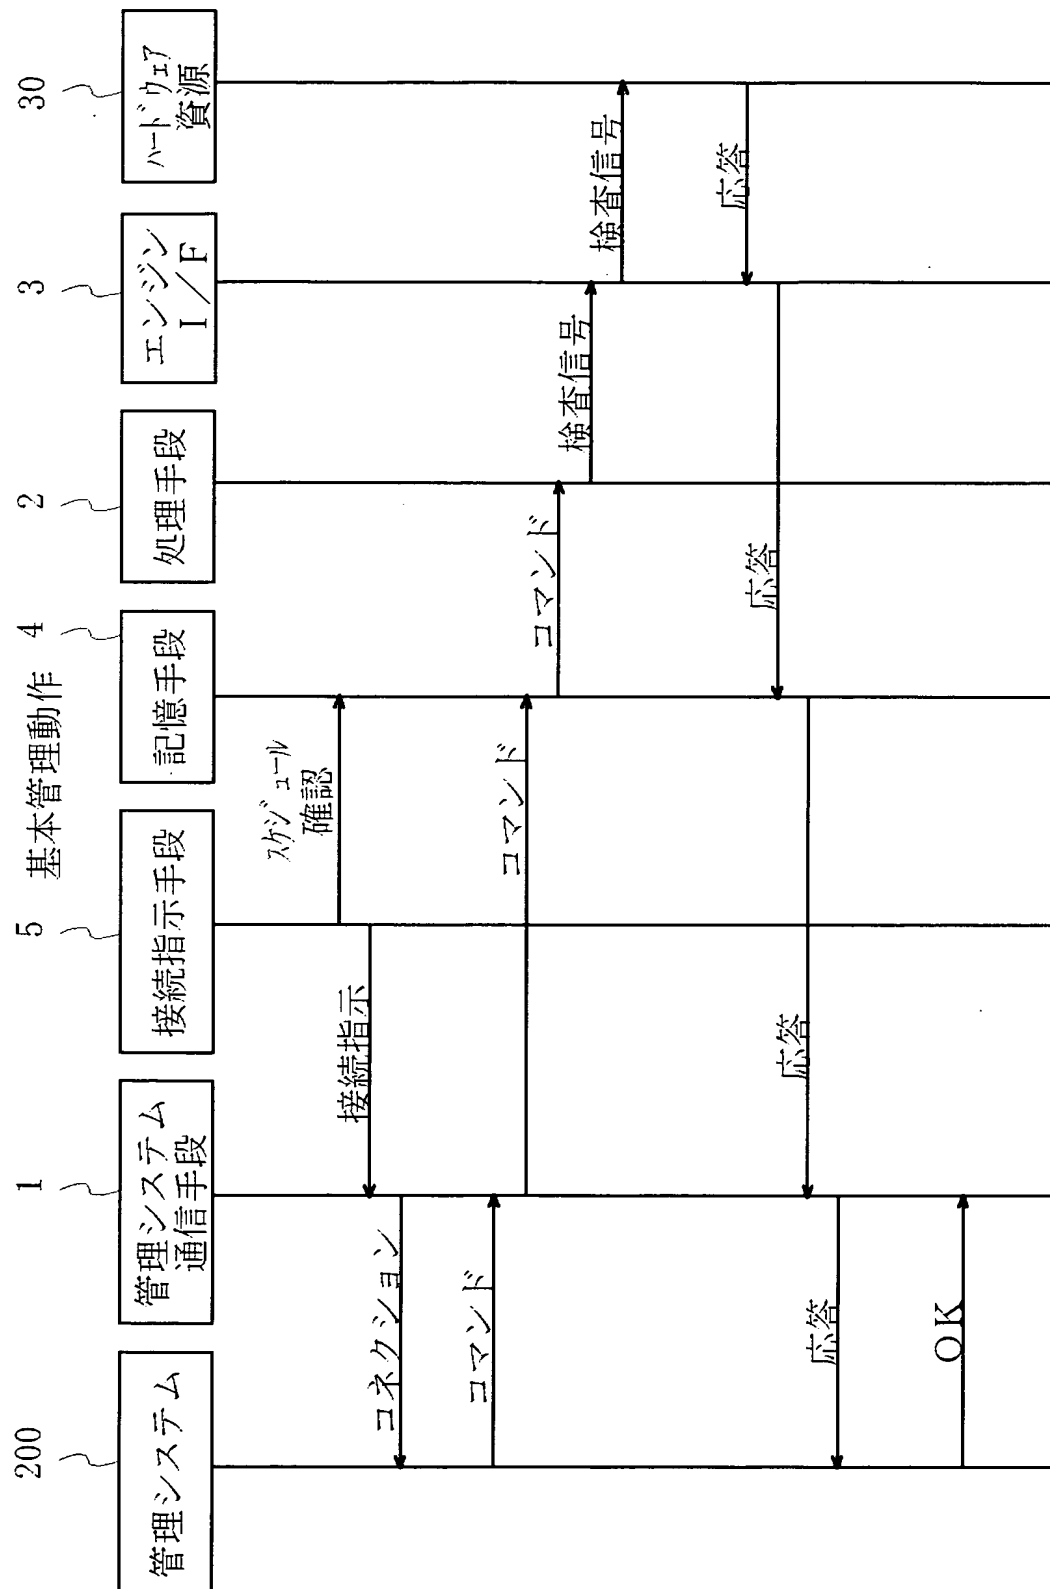 基本管理動作
200
1
5
4
2
3
30
管理システム
管理システム
通信手段
接続指示手段
記憶手段
処理手段
エンジン
I/F
ハードウェア
資源
スケジュール
確認
接続指示
コネクション
コマンド
コマンド
コマンド
検査信号
検査信号
応答
応答
応答
応答
OK